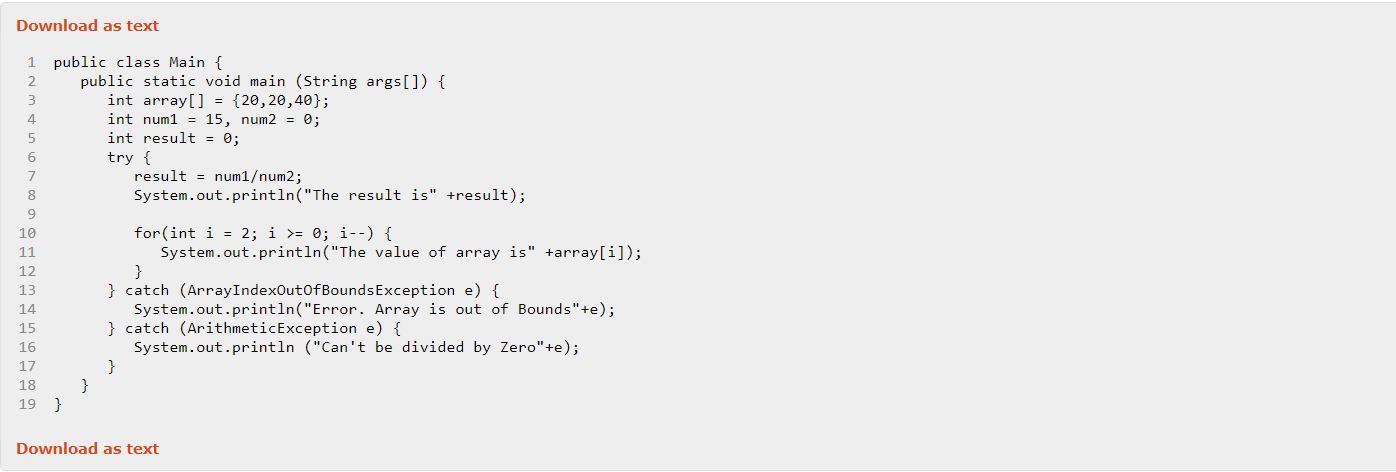 Download as text
1 public class Main {
2    public static void main (String args[]) {
3       int array[] = {20,20,40};
4       int num1 = 15, num2 = 0;
5       int result = 0;
6       try {
7          result = num1/num2;
8          System.out.println("The result is" +result);
9
10          for(int i = 2; i >= 0; i--) {
11             System.out.println("The value of array is" +array[i]);
12          }
13       } catch (ArrayIndexOutOfBoundsException e) {
14          System.out.println("Error. Array is out of Bounds"+e);
15       } catch (ArithmeticException e) {
16          System.out.println ("Can't be divided by Zero"+e);
17       }
18    }
19 }
Download as text